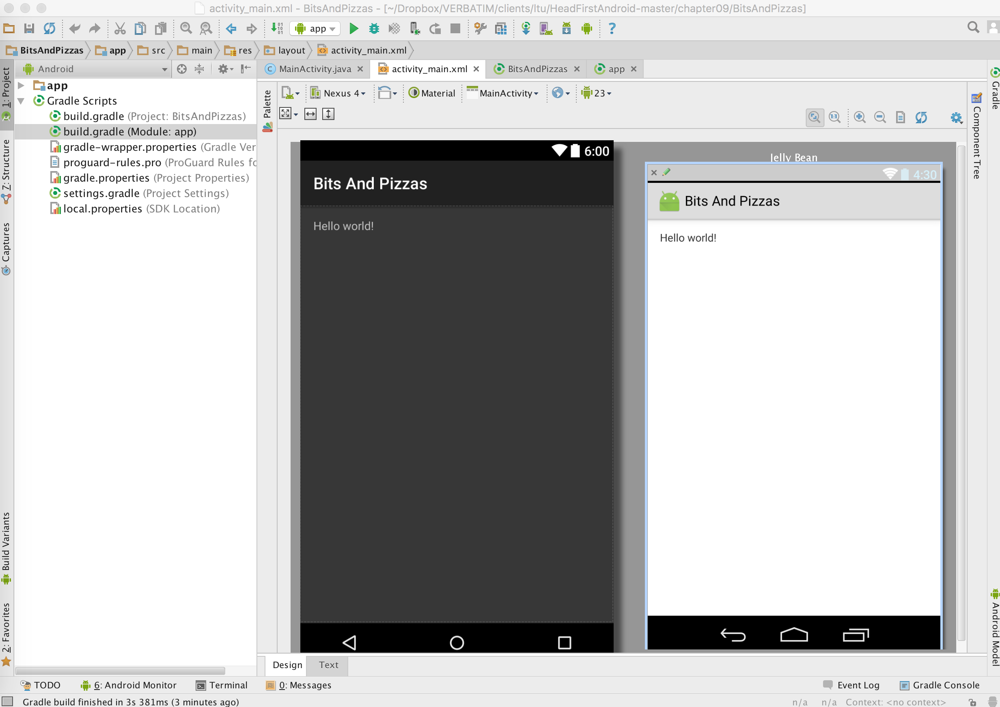 activity_main.xml - BitsAndPizzas - [~/Dropbox/VERBATIM/clients/ltu/HeadFirstAndroid-master/chapter09/BitsAndPizzas]
app
?
BitsAndPizzas app src main res layout activity_main.xml
Android
MainActivity.java activity_main.xml BitsAndPizzas app
1: Project
7: Structure
Captures
Build Variants
2: Favorites
app
Gradle Scripts
build.gradle (Project: BitsAndPizzas)
build.gradle (Module: app)
gradle-wrapper.properties (Gradle Ver
proguard-rules.pro (ProGuard Rules fo
gradle.properties (Project Properties)
settings.gradle (Project Settings)
local.properties (SDK Location)
Palette
Nexus 4 Material MainActivity 23
1:1
6:00
Bits And Pizzas
Hello world!
Jelly Bean
4:30
Bits And Pizzas
Hello world!
Gradle
Component Tree
Android Model
Design Text
TODO 6: Android Monitor Terminal 0: Messages Event Log Gradle Console
Gradle build finished in 3s 381ms (3 minutes ago) n/a n/a Context: <no context>